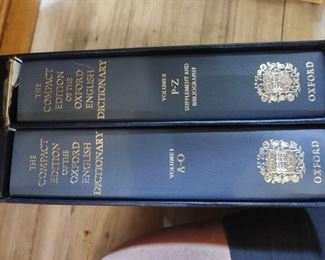 THE
COMPACT
EDITION
OF THE
OXFORD
ENGLISH
DICTIONARY
VOLUME II
P-Z
SUPPLEMENT AND
BIBLIOGRAPHY
OXFORD
THE
COMPACT
EDITION
OF THE
OXFORD
ENGLISH
DICTIONARY
VOLUME I
A-O
OXFORD